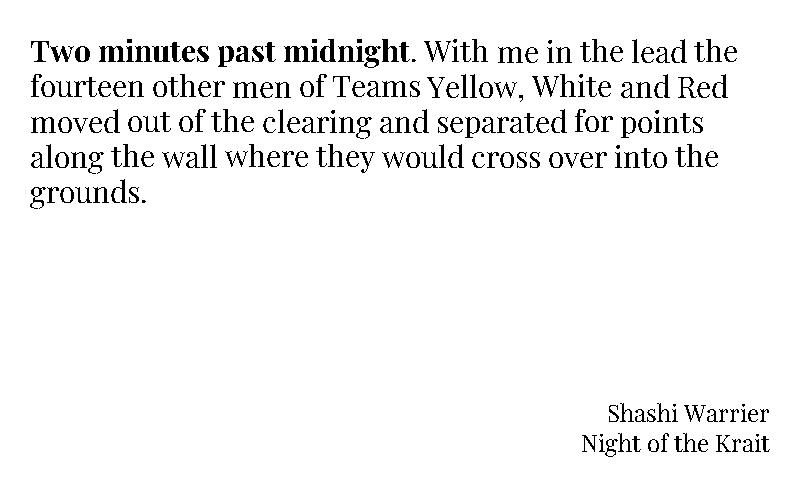 Two minutes past midnight. With me in the lead the
fourteen other men of Teams Yellow, White and Red
moved out of the clearing and separated for points
along the wall where they would cross over into the
grounds.
Shashi Warrier
Night of the Krait